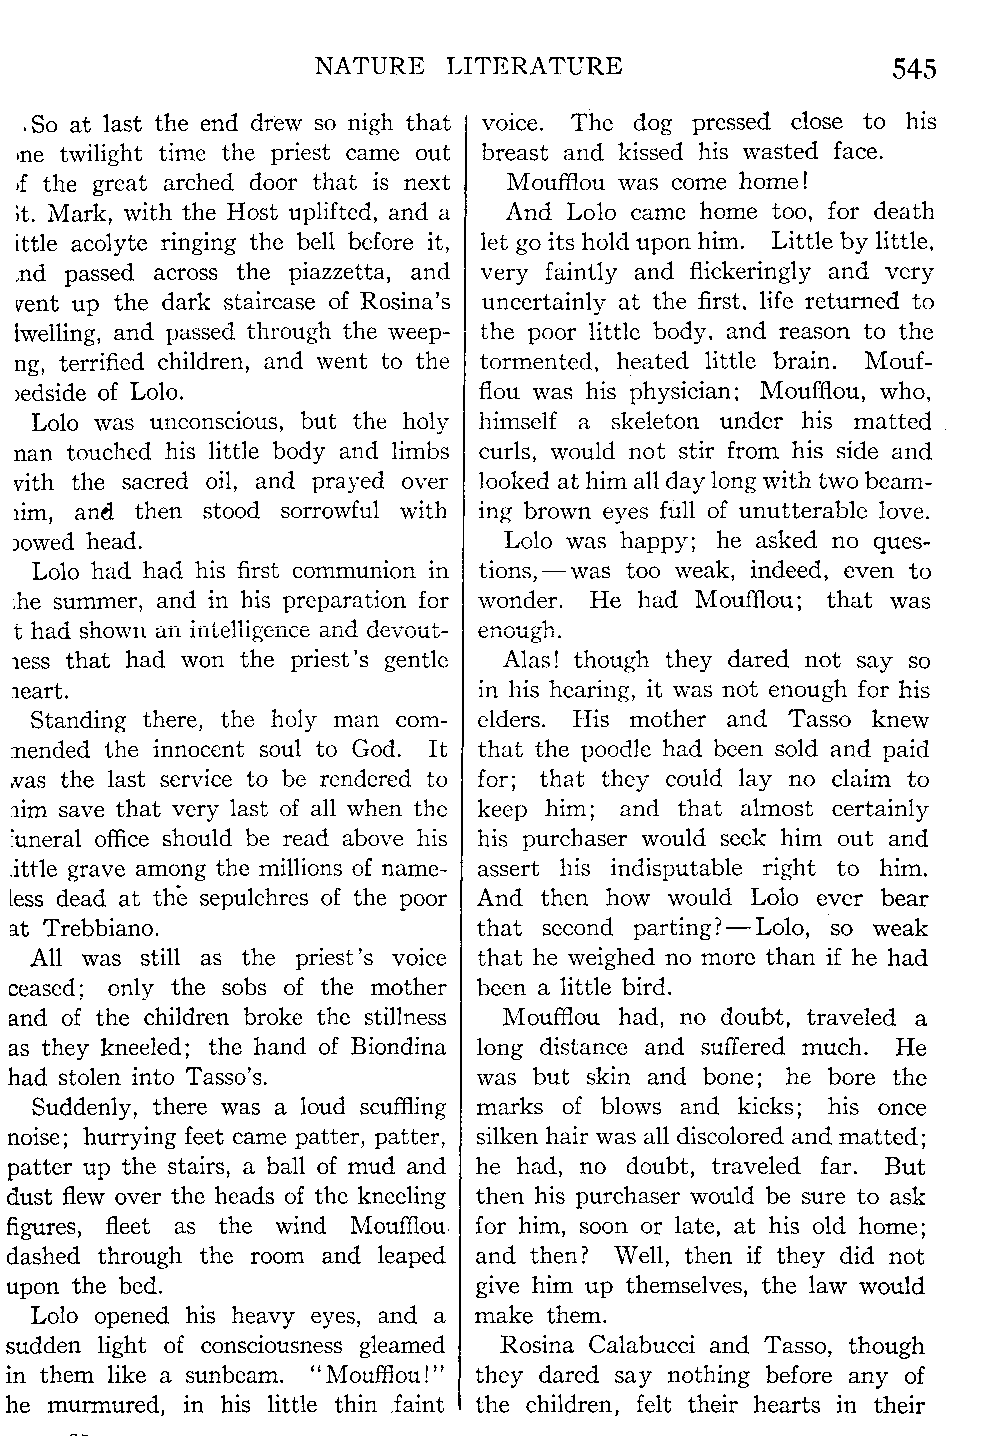 NATURE LITERATURE 545
So at last the end drew so nigh that
ne twilight time the priest came out
f the great arched door that is next
t. Mark, with the Host uplifted, and a
ittle acolyte ringing the bell before it,
nd passed across the piazzetta, and
vent up the dark staircase of Rosina's
lwelling, and passed through the weep-
ng, terrified children, and went to the
bedside of Lolo.
Lolo was unconscious, but the holy
nan touched his little body and limbs
vith the sacred oil, and prayed over
him, and then stood sorrowful with
bowed head.
Lolo had had his first communion in
the summer, and in his preparation for
t had shown an intelligence and devout-
ness that had won the priest's gentle
heart.
Standing there, the holy man com-
mended the innocent soul to God. It
was the last service to be rendered to
him save that very last of all when the
funeral office should be read above his
little grave among the millions of name-
less dead at the sepulchres of the poor
at Trebbiano.
All was still as the priest's voice
ceased; only the sobs of the mother
and of the children broke the stillness
as they kneeled; the hand of Biondina
had stolen into Tasso's.
Suddenly, there was a loud scuffling
noise; hurrying feet came patter, patter,
patter up the stairs, a ball of mud and
dust flew over the heads of the kneeling
figures, fleet as the wind Moufflou
dashed through the room and leaped
upon the bed.
Lolo opened his heavy eyes, and a
sudden light of consciousness gleamed
in them like a sunbeam. "Moufflou!"
he murmured, in his little thin faint
voice. The dog pressed close to his
breast and kissed his wasted face.
Moufflou was come home!
And Lolo came home too, for death
let go its hold upon him. Little by little,
very faintly and flickeringly and very
uncertainly at the first, life returned to
the poor little body, and reason to the
tormented, heated little brain. Mouf-
flou was his physician; Moufflou, who,
himself a skeleton under his matted
curls, would not stir from his side and
looked at him all day long with two beam-
ing brown eyes full of unutterable love.
Lolo was happy; he asked no ques-
tions,—was too weak, indeed, even to
wonder. He had Moufflou; that was
enough.
Alas! though they dared not say so
in his hearing, it was not enough for his
elders. His mother and Tasso knew
that the poodle had been sold and paid
for; that they could lay no claim to
keep him; and that almost certainly
his purchaser would seek him out and
assert his indisputable right to him.
And then how would Lolo ever bear
that second parting?—Lolo, so weak
that he weighed no more than if he had
been a little bird.
Moufflou had, no doubt, traveled a
long distance and suffered much. He
was but skin and bone; he bore the
marks of blows and kicks; his once
silken hair was all discolored and matted;
he had, no doubt, traveled far. But
then his purchaser would be sure to ask
for him, soon or late, at his old home;
and then? Well, then if they did not
give him up themselves, the law would
make them.
Rosina Calabucci and Tasso, though
they dared say nothing before any of
the children, felt their hearts in their